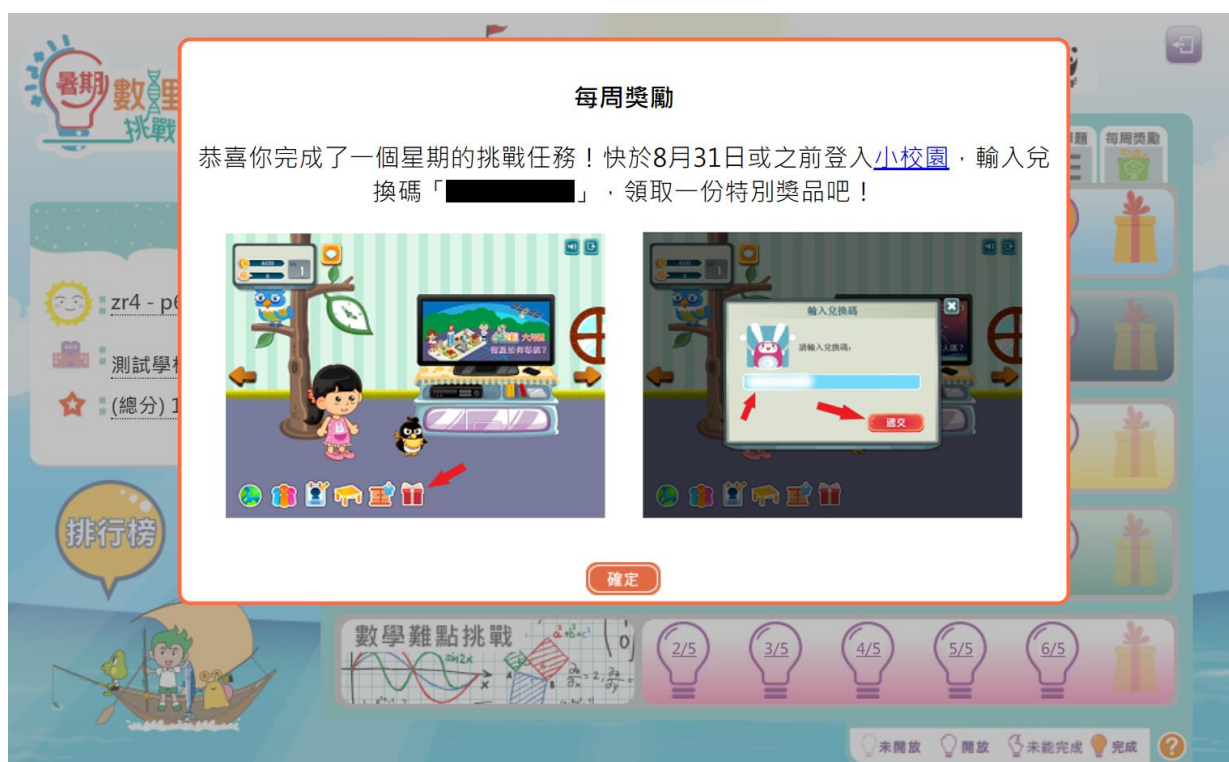 暑期
數理
挑戰
每周獎勵
恭喜你完成了一個星期的挑戰任務！快於8月31日或之前登入小校園，輸入兌
換碼「」，領取一份特別獎品吧！
每周獎勵
zr4 - p6
測試學校
(總分) 1
輸入兌換碼
請輸入兌換碼：
遞交
確定
排行榜
數學難點挑戰
2/5
3/5
4/5
5/5
6/5
未開放
開放
未能完成
完成
?